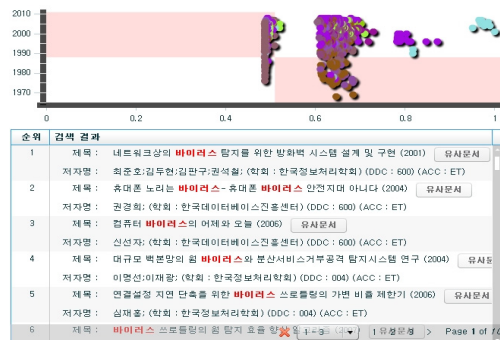 2010
2000
1990
1980
1970
0 0.2 0.4 0.6 0.8 1
순위 검색 결과
1 제목 : 네트워크상의 바이러스 탐지를 위한 방화벽 시스템 설계 및 구현 (2001) 유사문서
저자명 : 최준호;김두현;김판구;권석철; (학회 : 한국정보처리학회) (DDC : 600) (ACC : ET)
2 제목 : 휴대폰 노리는 바이러스- 휴대폰 바이러스 안전지대 아니다 (2004) 유사문서
저자명 : 권경희; (학회 : 한국데이터베이스진흥센터) (DDC : 600) (ACC : ET)
3 제목 : 컴퓨터 바이러스의 어제와 오늘 (2006) 유사문서
저자명 : 신선자; (학회 : 한국데이터베이스진흥센터) (DDC : 600) (ACC : ET)
4 제목 : 대규모 백본망의 웜 바이러스와 분산서비스거부공격 탐지시스템 연구 (2004) 유사문
저자명 : 이명선;이재광; (학회 : 한국정보처리학회) (DDC : 004) (ACC : ET)
5 제목 : 연결설정 지연 단축을 위한 바이러스 쓰로틀링의 가변 비율 제한기 (2006) 유사문서
저자명 : 심재홍; (학회 : 한국정보처리학회) (DDC : 004) (ACC : ET)
6 제목 : 바이러스 쓰로틀링의 웜 탐지 효율 향상 Page 1 of